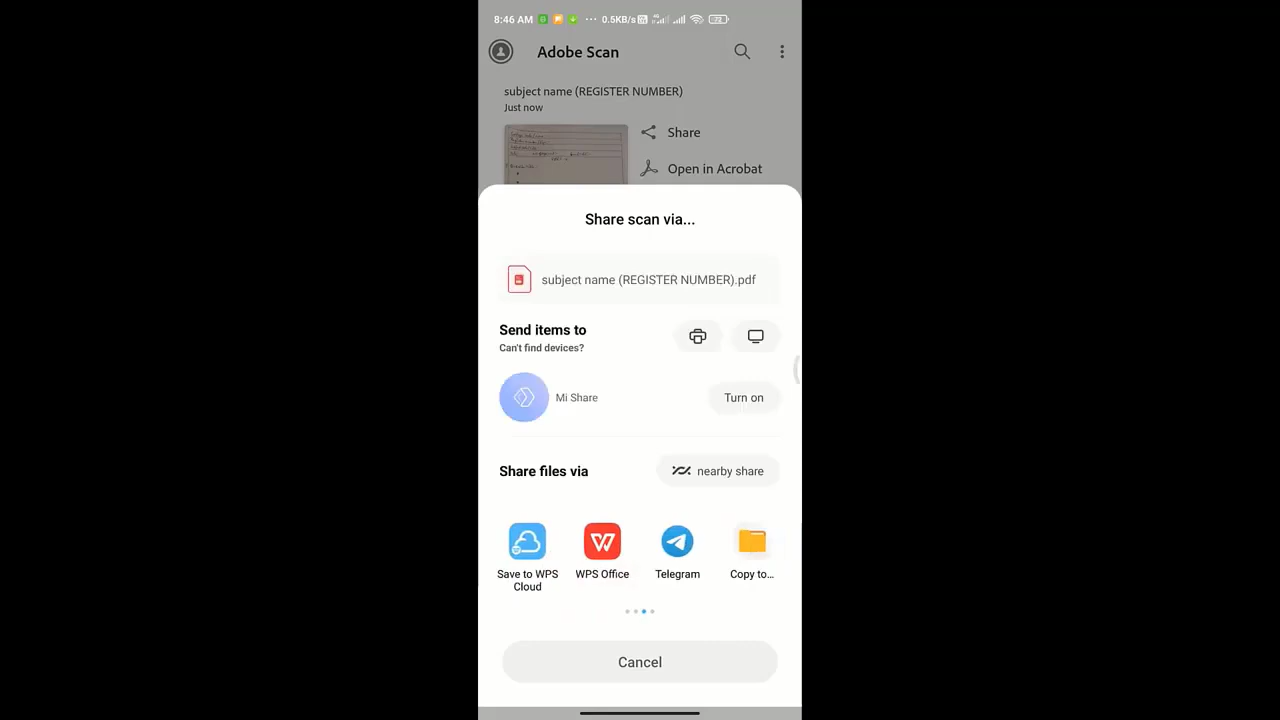 8:46 AM ... 0.5KB/s
Adobe Scan
subject name (REGISTER NUMBER)
Just now
Share
Open in Acrobat
Share scan via...
subject name (REGISTER NUMBER).pdf
Send items to
Can't find devices?
Mi Share
Turn on
Share files via
nearby share
Save to WPS Cloud
WPS Office
Telegram
Copy to...
Cancel